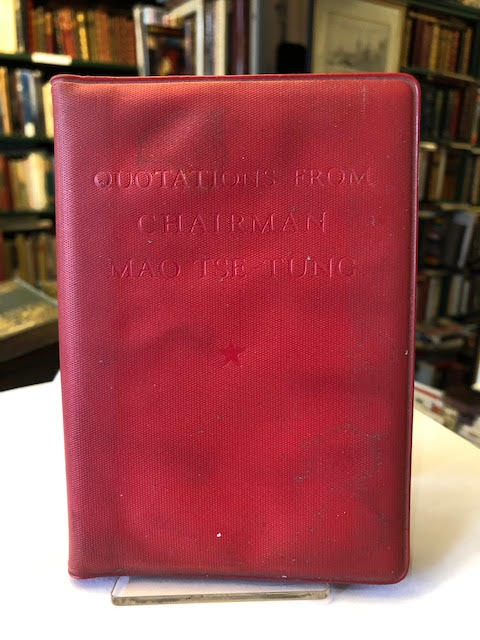 QUOTATIONS FROM
CHAIRMAN
MAO TSE-TUNG